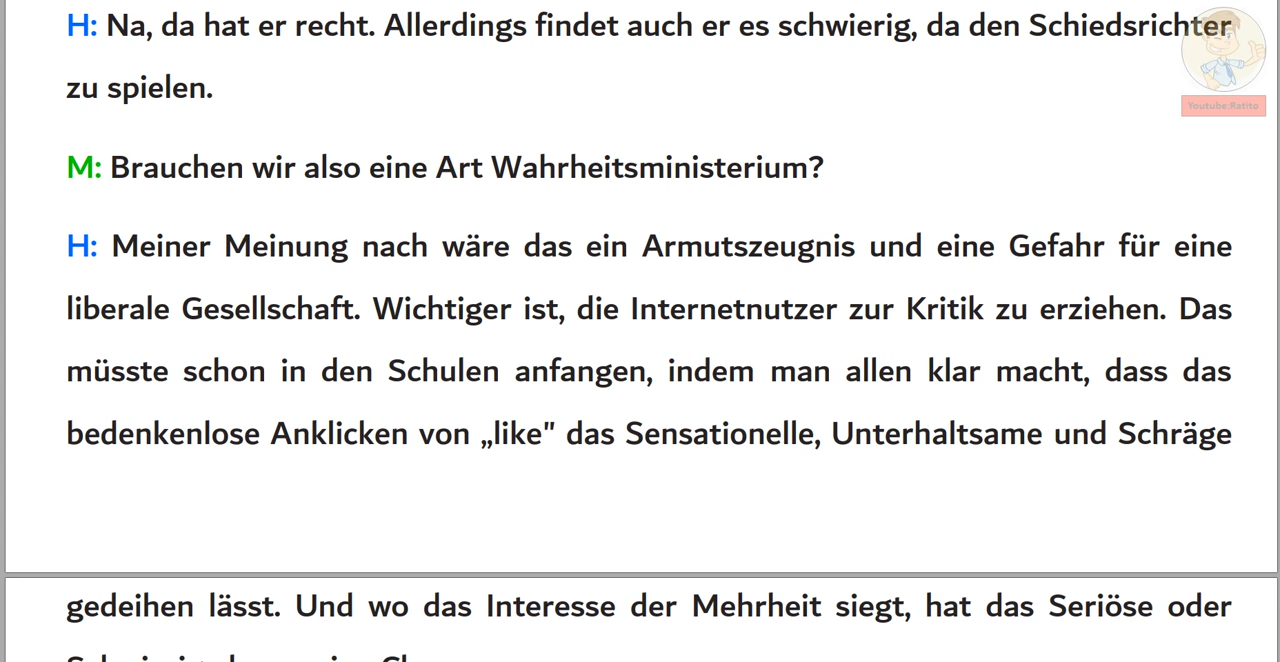 H: Na, da hat er recht. Allerdings findet auch er es schwierig, da den Schiedsrichter
zu spielen.
Youtube:Ratito
M: Brauchen wir also eine Art Wahrheitsministerium?
H: Meiner Meinung nach wäre das ein Armutszeugnis und eine Gefahr für eine
liberale Gesellschaft. Wichtiger ist, die Internetnutzer zur Kritik zu erziehen. Das
müsste schon in den Schulen anfangen, indem man allen klar macht, dass das
bedenkenlose Anklicken von „like" das Sensationelle, Unterhaltsame und Schräge
gedeihen lässt. Und wo das Interesse der Mehrheit siegt, hat das Seriöse oder